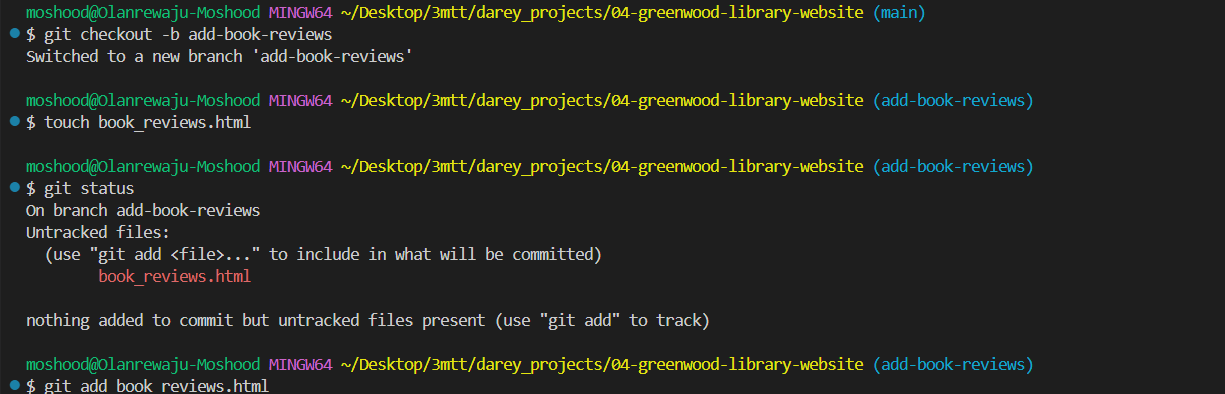 moshood@Olanrewaju-Moshood MINGW64 ~/Desktop/3mtt/darey_projects/04-greenwood-library-website (main)
$ git checkout -b add-book-reviews
Switched to a new branch 'add-book-reviews'
moshood@Olanrewaju-Moshood MINGW64 ~/Desktop/3mtt/darey_projects/04-greenwood-library-website (add-book-reviews)
$ touch book_reviews.html
moshood@Olanrewaju-Moshood MINGW64 ~/Desktop/3mtt/darey_projects/04-greenwood-library-website (add-book-reviews)
$ git status
On branch add-book-reviews
Untracked files:
  (use "git add <file>..." to include in what will be committed)
        book_reviews.html
nothing added to commit but untracked files present (use "git add" to track)
moshood@Olanrewaju-Moshood MINGW64 ~/Desktop/3mtt/darey_projects/04-greenwood-library-website (add-book-reviews)
$ git add book_reviews.html